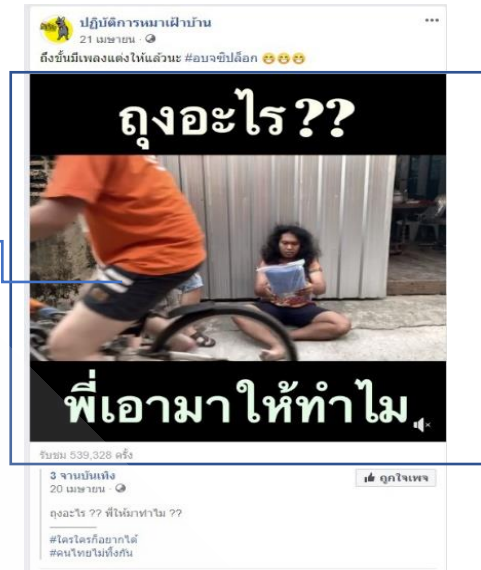 ปฏิบัติการหมาเฝ้าบ้าน
21 เมษายน
ถึงขั้นมีเพลงแต่งให้แล้วนะ #อบจซิปล็อก
ถุงอะไร??
พี่เอามาให้ทำไม
รับชม 539,328 ครั้ง
3 จานบันเทิง
ถูกใจเพจ
20 เมษายน
ถุงอะไร ?? พี่ให้มาทำไม ??
#ใครใครก็อยากได้
#คนไทยไม่ทิ้งกัน